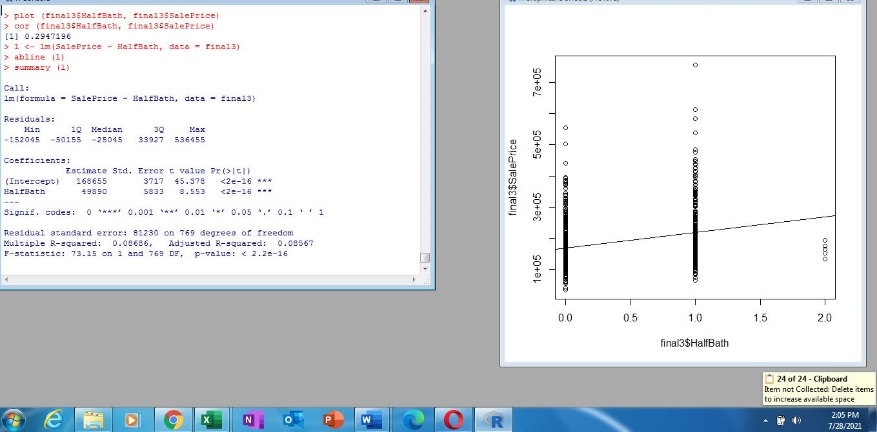 > plot (final3$HalfBath, final3$SalePrice)
> cor (final3$HalfBath, final3$SalePrice)
[1] 0.2947196
> l <- lm(SalePrice ~ HalfBath, data = final3)
> abline (l)
> summary (l)
Call:
lm(formula = SalePrice ~ HalfBath, data = final3)
Residuals:
Min 1Q Median 3Q Max
-152045 -50155 -25045 33927 536455
Coefficients:
Estimate Std. Error t value Pr(>|t|)
(Intercept) 168655 3717 45.378 <2e-16 ***
HalfBath 49890 5833 8.553 <2e-16 ***
---
Signif. codes: 0 '***' 0.001 '**' 0.01 '*' 0.05 '.' 0.1 ' ' 1
Residual standard error: 81230 on 769 degrees of freedom
Multiple R-squared: 0.08686, Adjusted R-squared: 0.08567
F-statistic: 73.15 on 1 and 769 DF, p-value: < 2.2e-16
final3$SalePrice
7e+05
5e+05
3e+05
1e+05
0.0 0.5 1.0 1.5 2.0
final3$HalfBath
24 of 24 - Clipboard
Item not Collected: Delete items
to increase available space
2:05 PM
7/28/2021